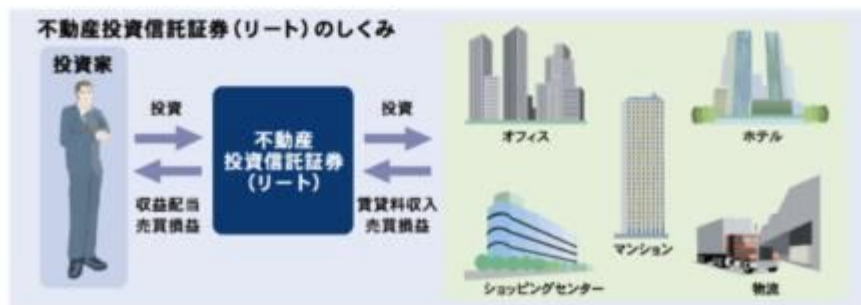 不動産投資信託証券(リート)のしくみ
投資家
投資
収益配当
売買損益
不動産
投資信託証券
(リート)
投資
賃貸料収入
売買損益
オフィス
ホテル
マンション
ショッピングセンター
物流